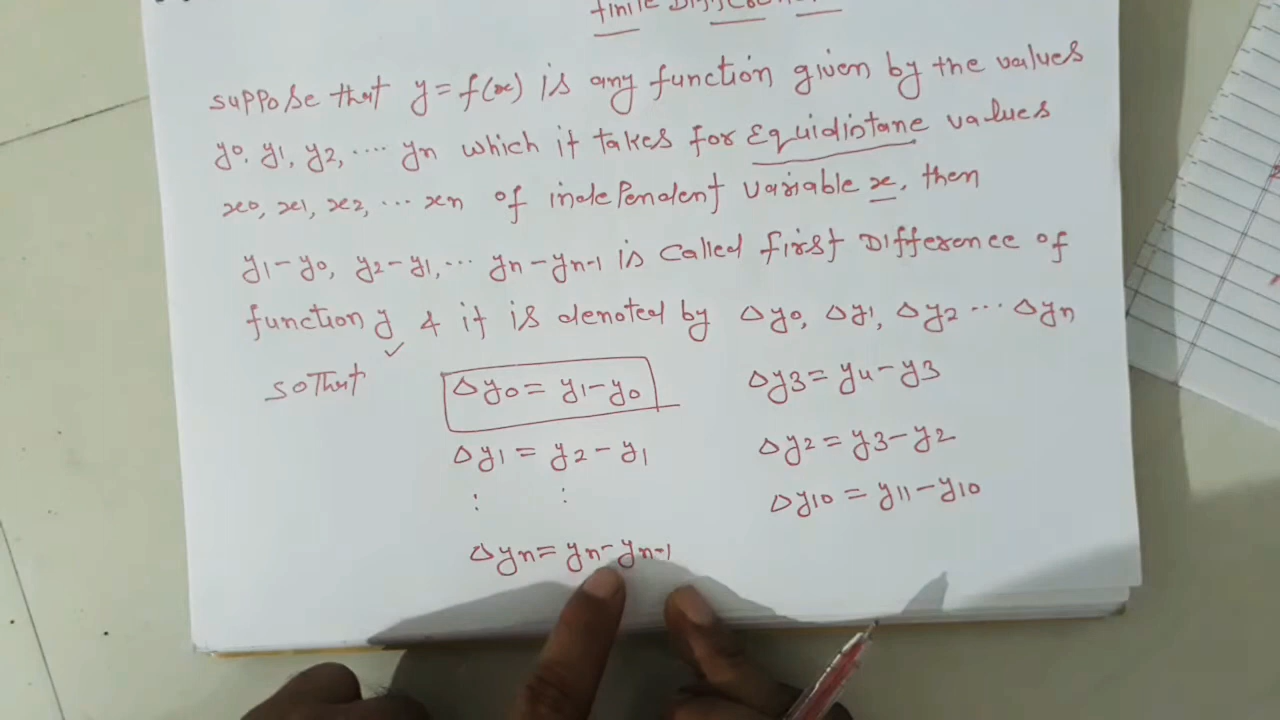 Finite Difference
suppose that y = f(x) is any function given by the values
y0, y1, y2, .... yn which it takes for Equidistane values
x0, x1, x2, ... xn of independent variable x, then
y1-y0, y2-y1, ... yn-yn-1 is called first Difference of
function y & it is denoted by Δy0, Δy1, Δy2 ... Δyn
so That Δy0 = y1-y0 Δy3 = y4-y3
Δy1 = y2-y1 Δy2 = y3-y2
: : Δy10 = y11-y10
Δyn = yn-yn-1